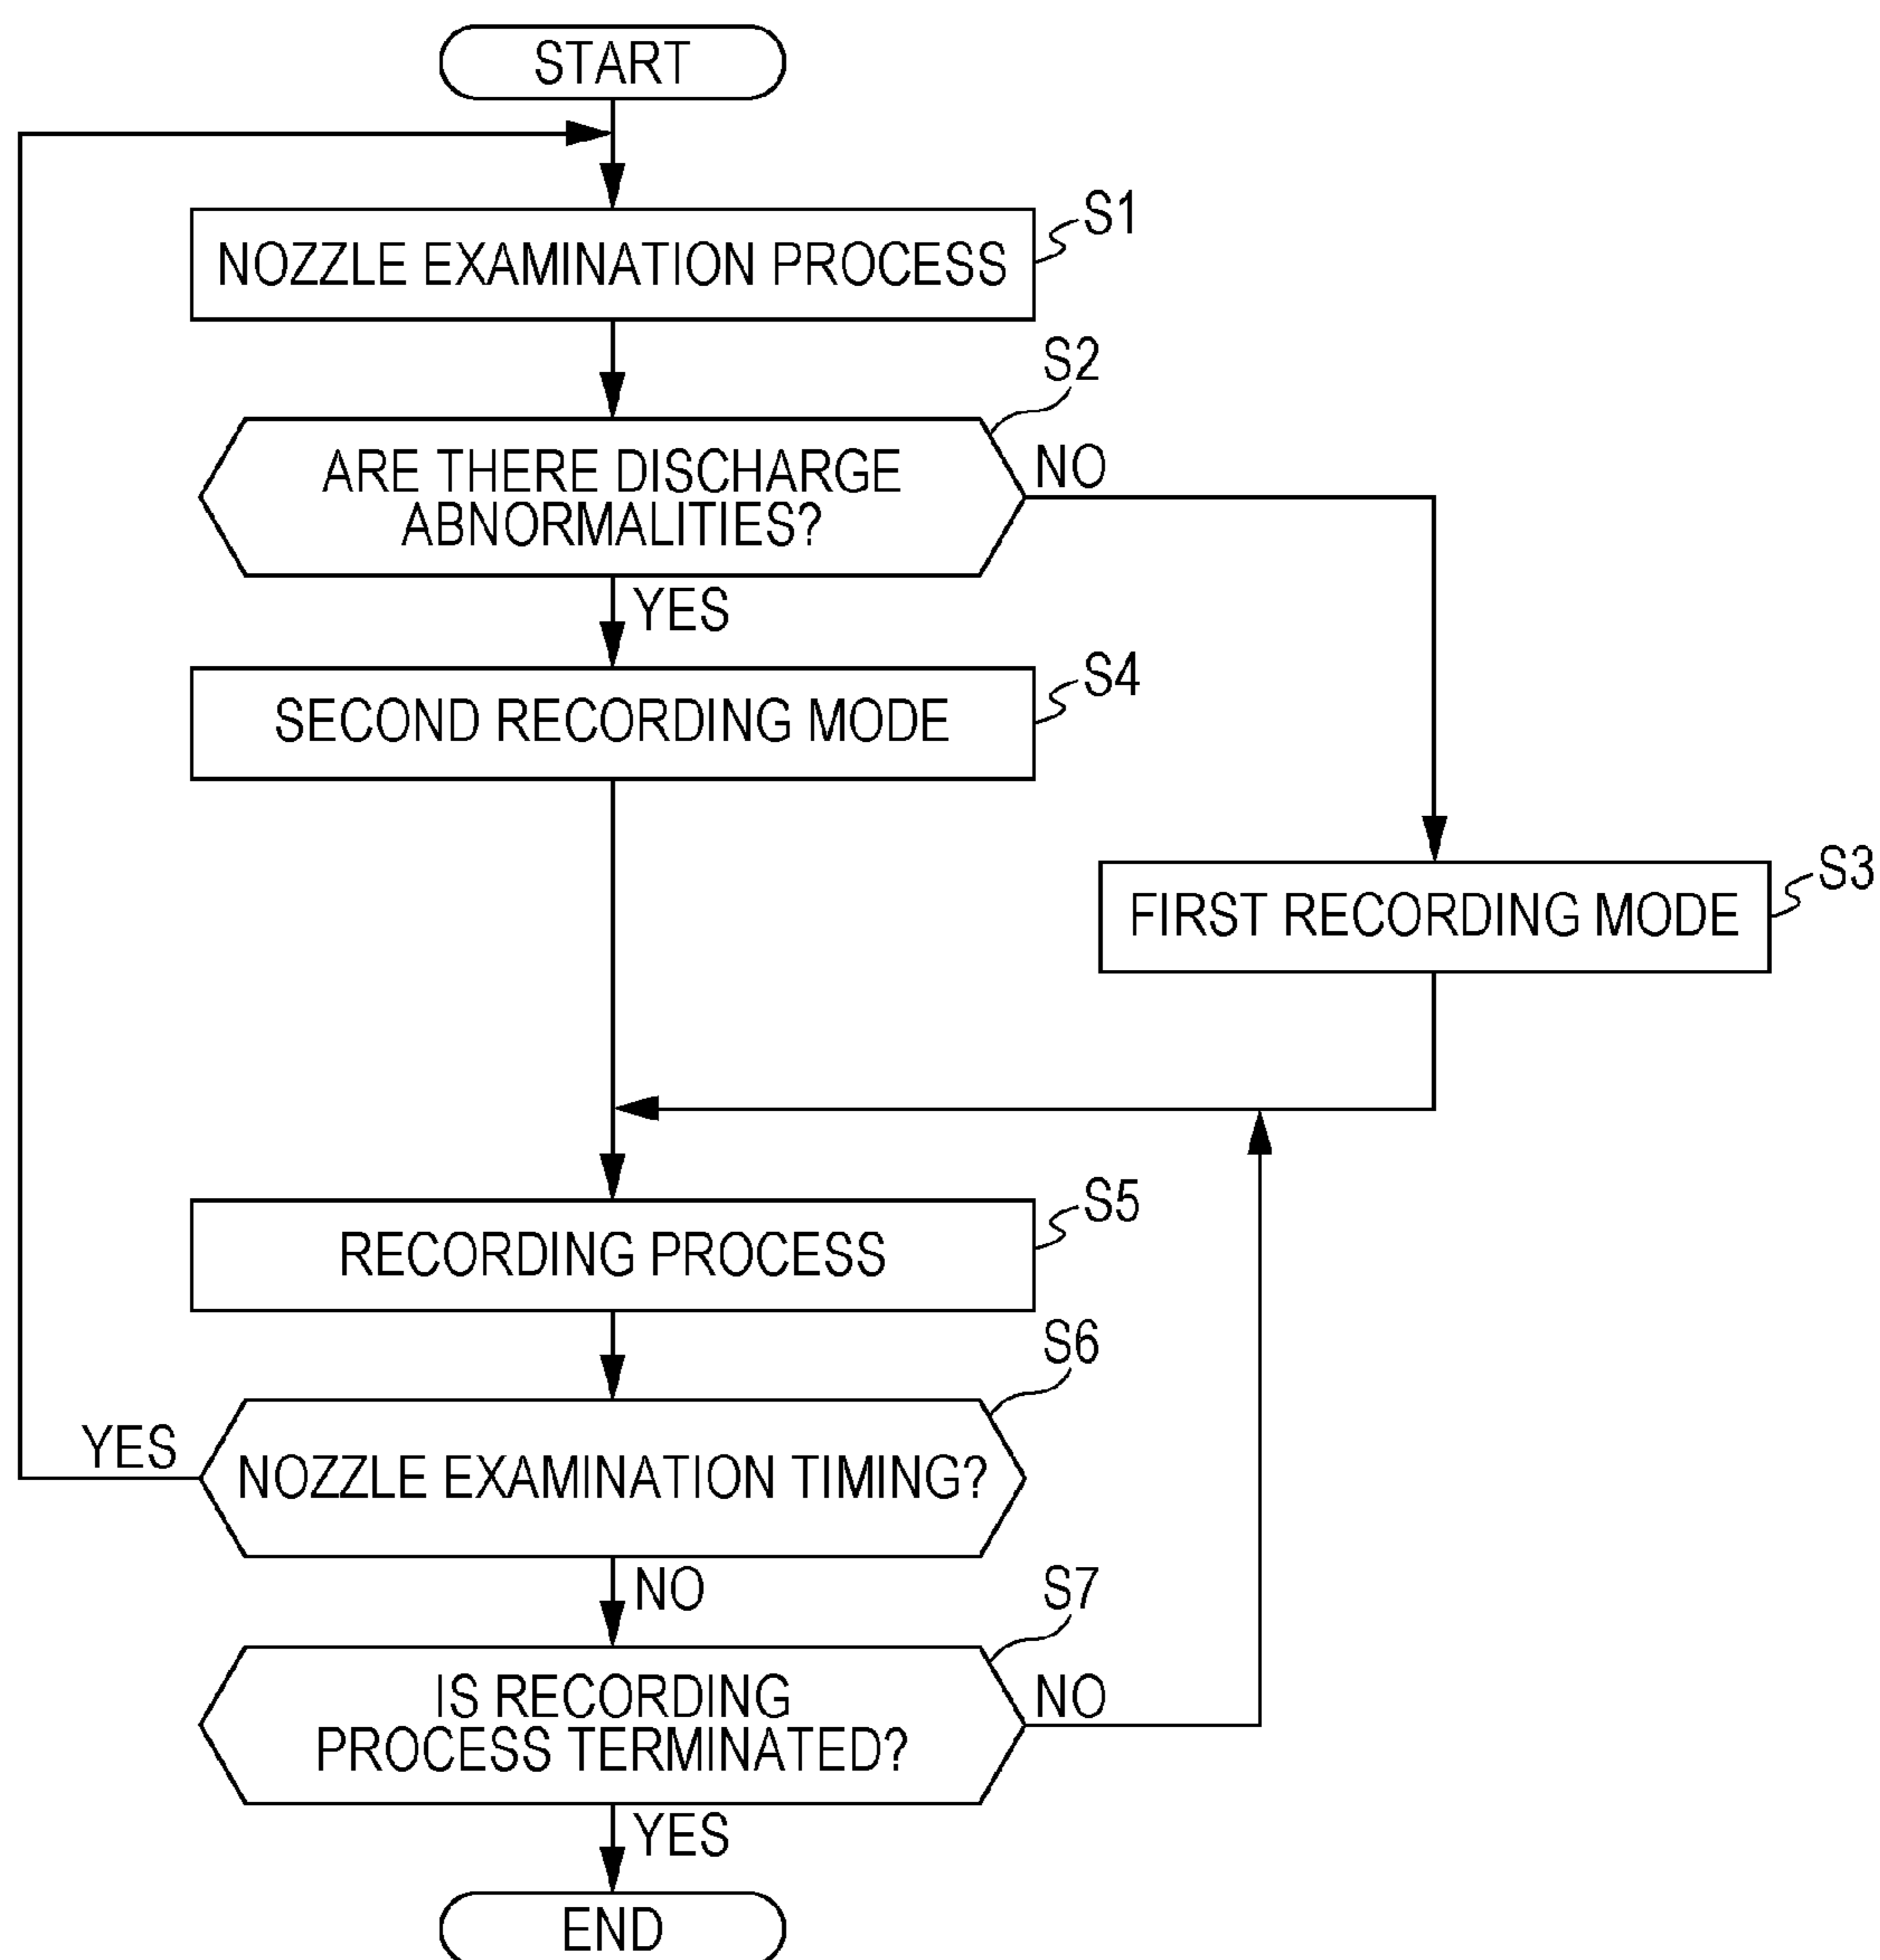 START
NOZZLE EXAMINATION PROCESS
S1
S2
ARE THERE DISCHARGE
ABNORMALITIES?
NO
YES
SECOND RECORDING MODE
S4
FIRST RECORDING MODE
S3
RECORDING PROCESS
S5
S6
YES
NOZZLE EXAMINATION TIMING?
NO
S7
IS RECORDING
PROCESS TERMINATED?
NO
YES
END